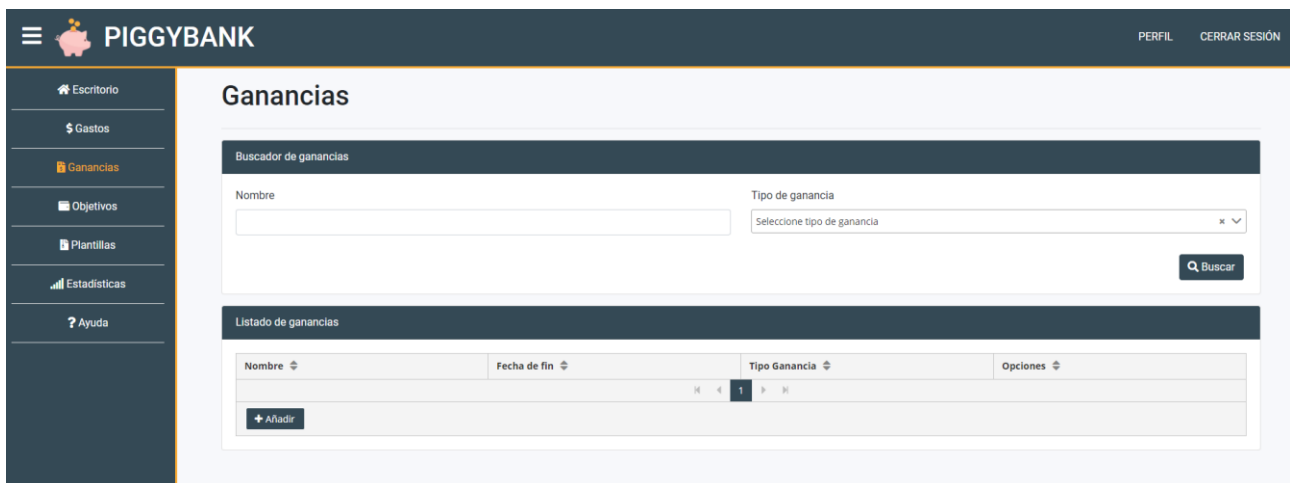 PIGGYBANK
PERFIL CERRAR SESIÓN
Escritorio
$ Gastos
Ganancias
Objetivos
Plantillas
Estadísticas
? Ayuda
Ganancias
Buscador de ganancias
Nombre Tipo de ganancia
Seleccione tipo de ganancia
Buscar
Listado de ganancias
Nombre Fecha de fin Tipo Ganancia Opciones
1
+ Añadir